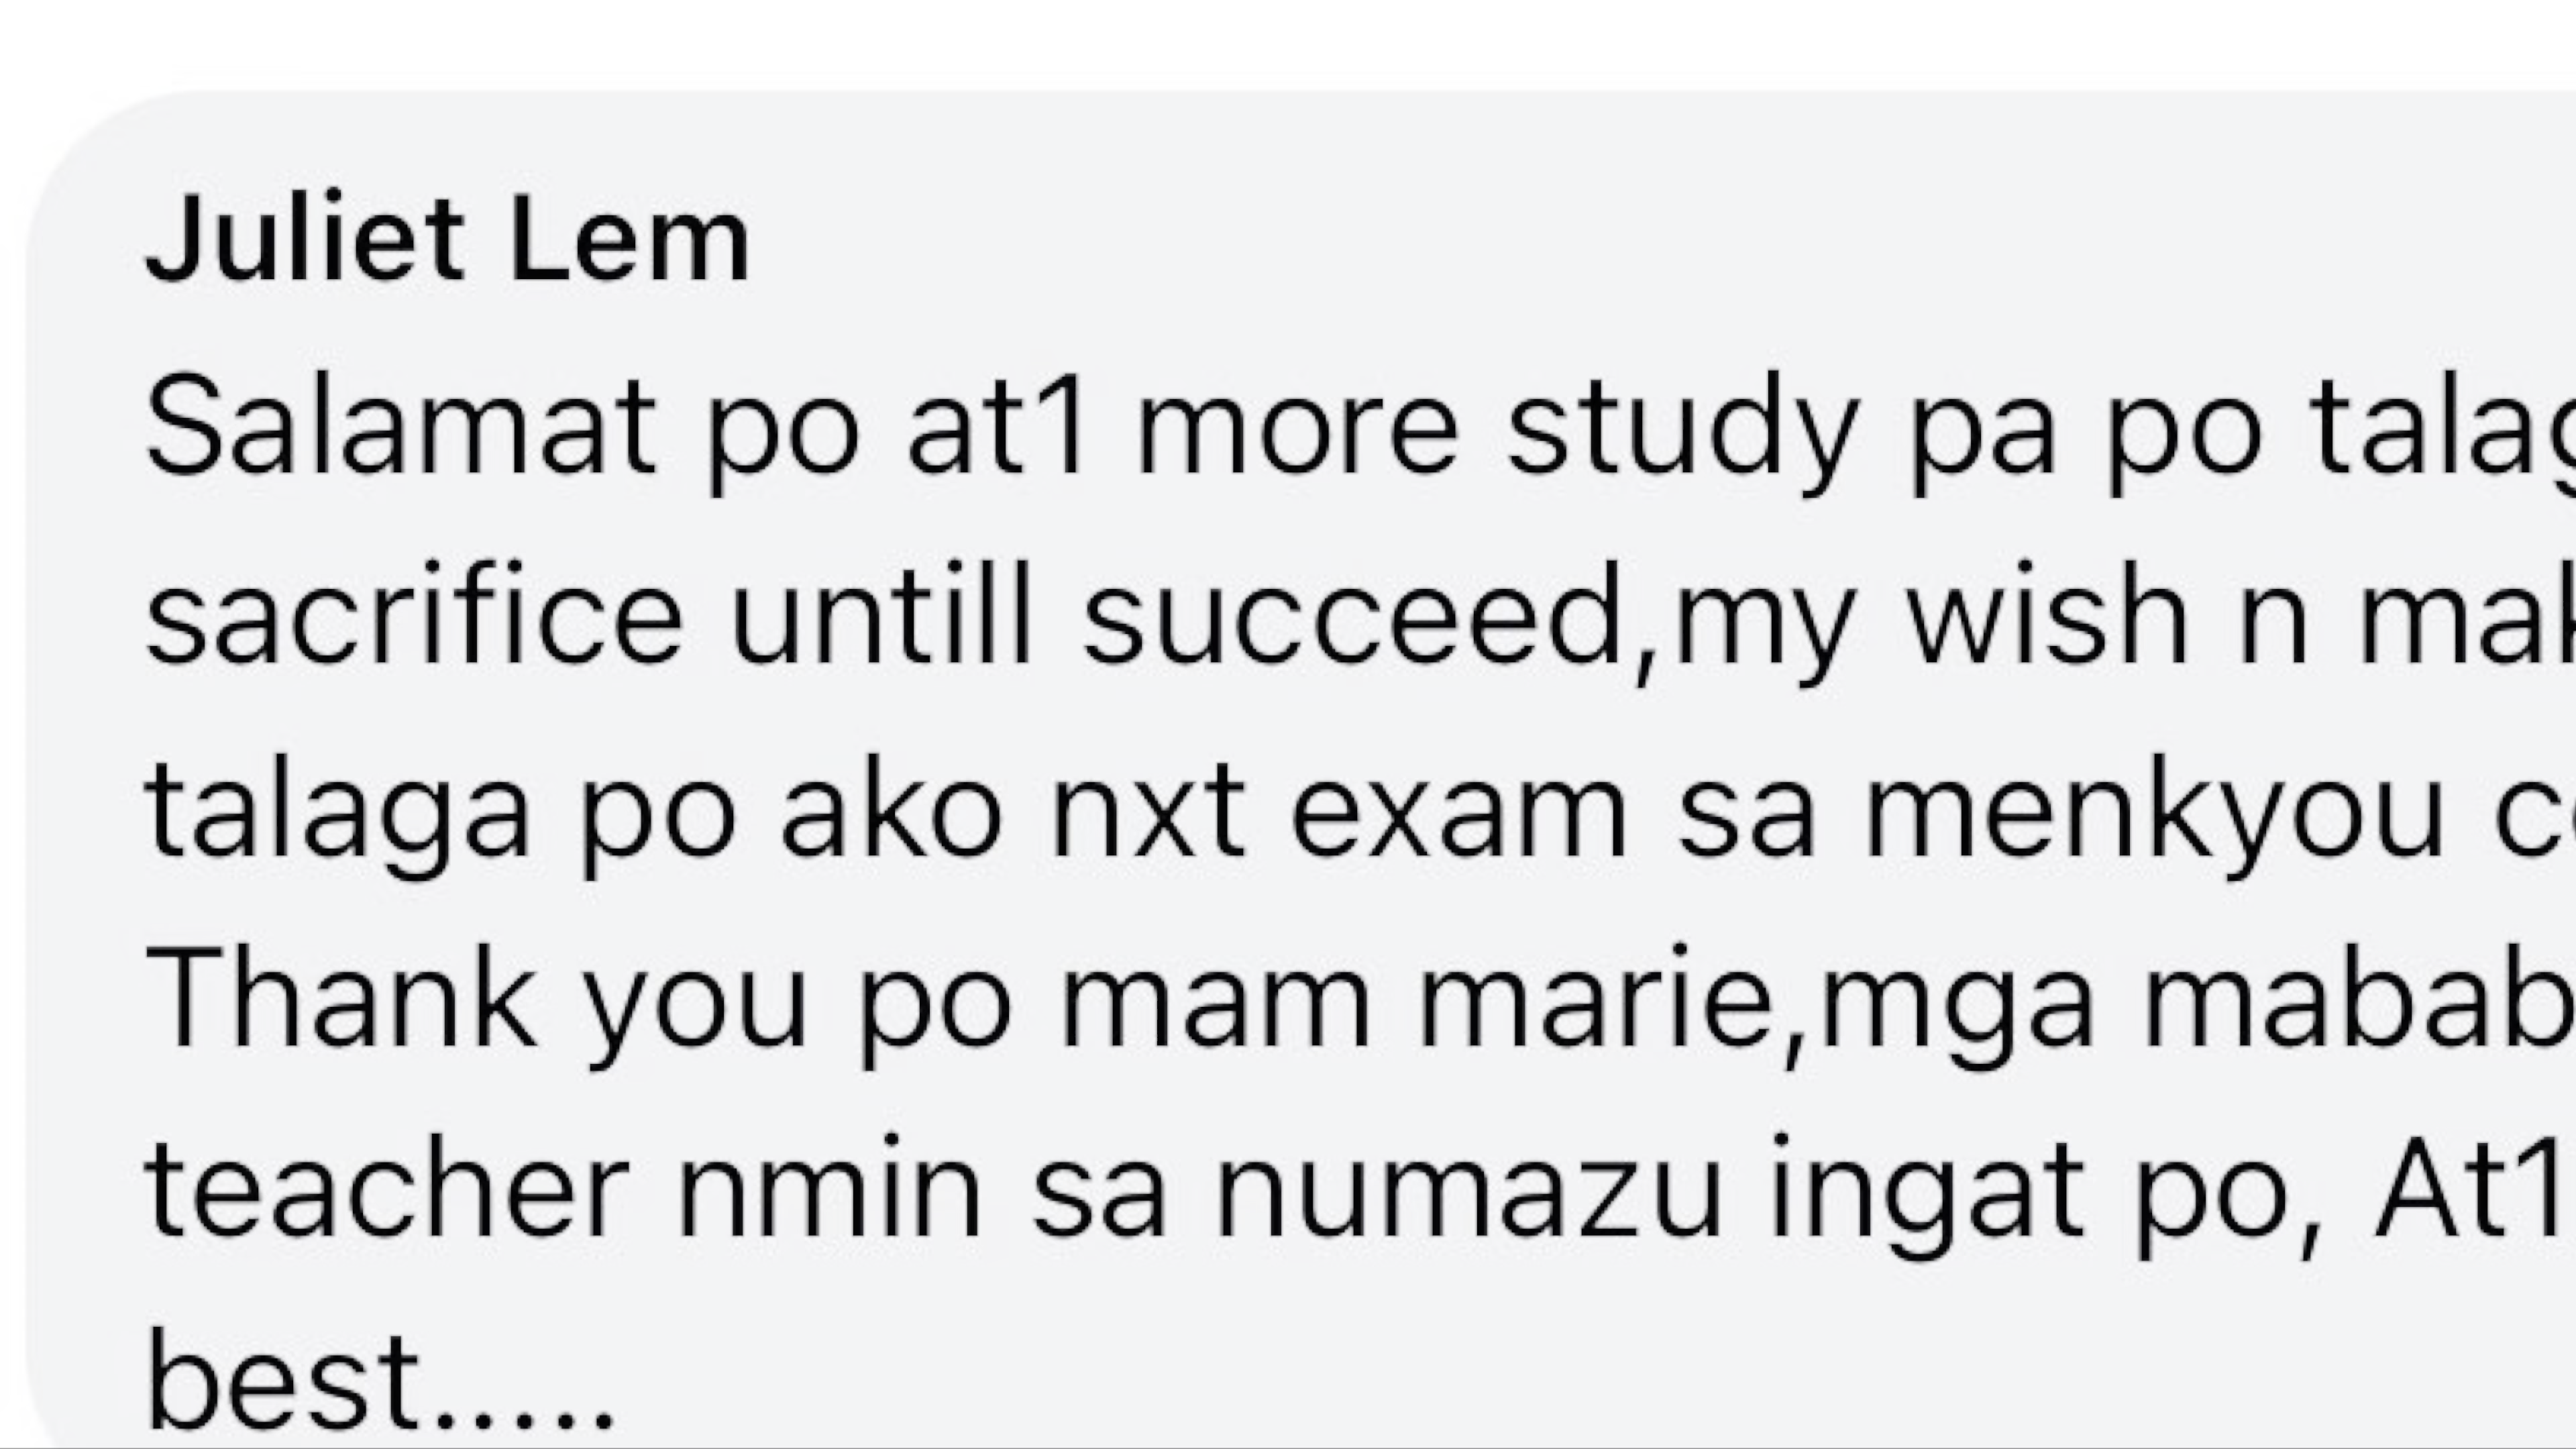 Juliet Lem
Salamat po at1 more study pa po talag
sacrifice untill succeed,my wish n mak
talaga po ako nxt exam sa menkyou c
Thank you po mam marie,mga mabab
teacher nmin sa numazu ingat po, At1
best.....